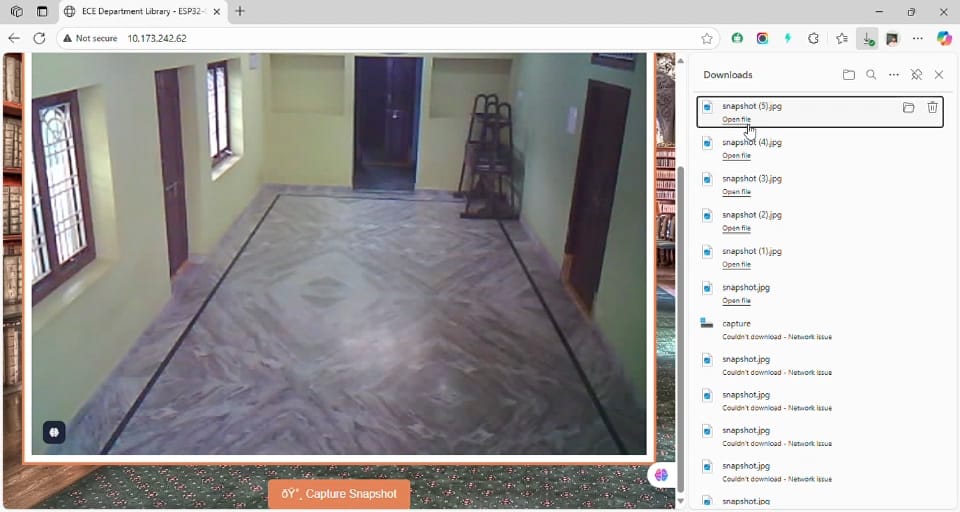 ECE Department Library - ESP32-
Not secure
10.173.242.62
Downloads
snapshot (5).jpg
Open file
snapshot (4).jpg
Open file
snapshot (3).jpg
Open file
snapshot (2).jpg
Open file
snapshot (1).jpg
Open file
snapshot.jpg
Open file
capture
Couldn't download - Network issue
snapshot.jpg
Couldn't download - Network issue
snapshot.jpg
Couldn't download - Network issue
snapshot.jpg
Couldn't download - Network issue
snapshot.jpg
Couldn't download - Network issue
snapshot.jpg
ðŸ“¸ Capture Snapshot